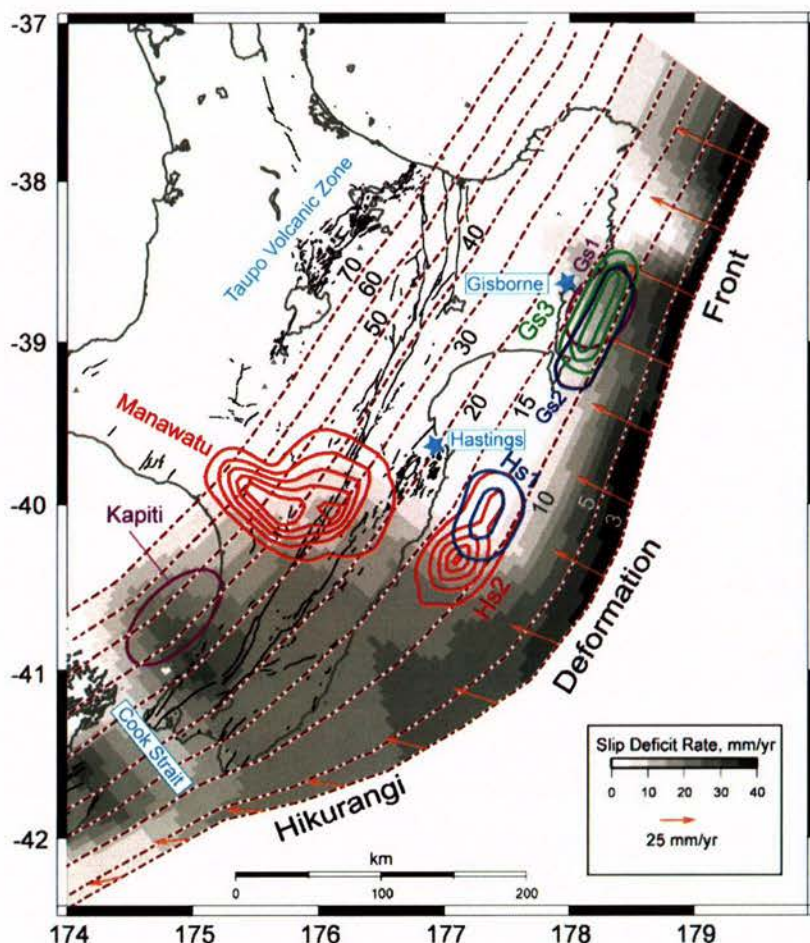 -37
-38
-39
-40
-41
-42
174
175
176
177
178
179
Taupo Volcanic Zone
70
60
50
40
30
20
15
10
5
3
Gisborne
Gs1
Gs3
Gs2
Front
Manawatu
Hastings
Hs1
Kapiti
Hs2
Deformation
Cook Strait
Hikurangi
Slip Deficit Rate, mm/yr
0 10 20 30 40
25 mm/yr
km
0 100 200